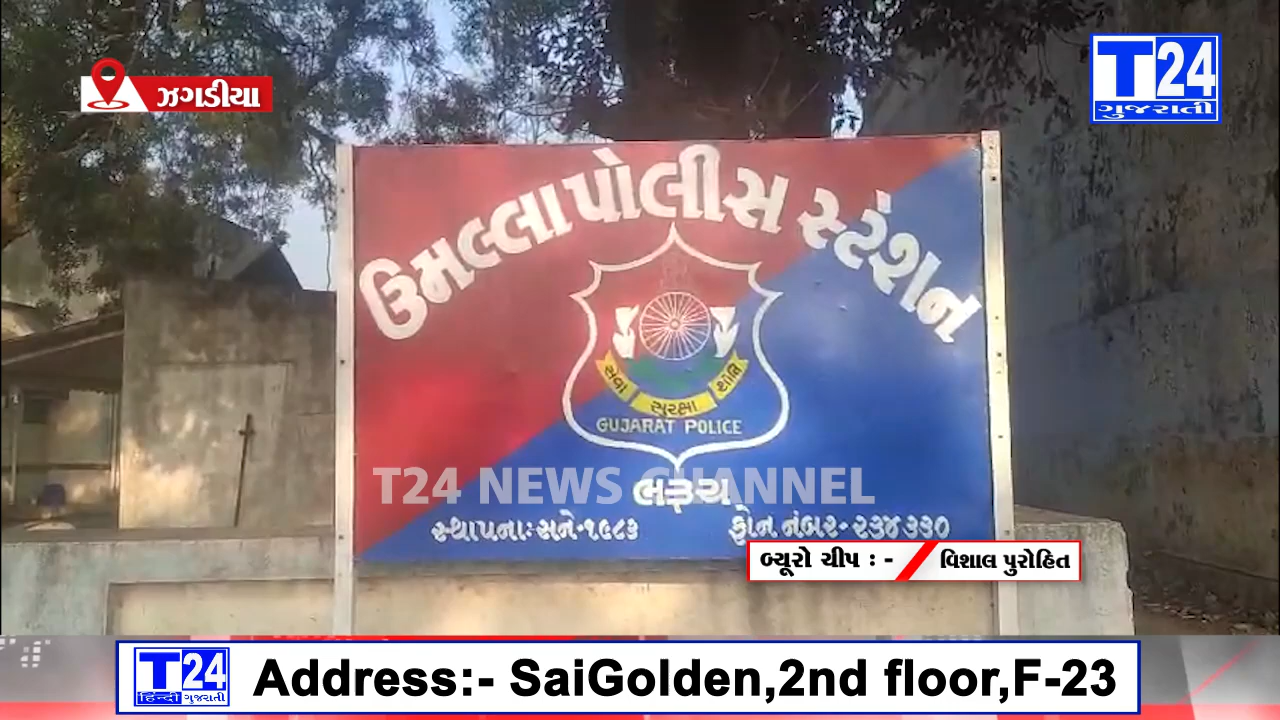 ઝગડીયા
T24
ગુજરાતી
ઉમલ્લા પોલીસ સ્ટેશન
સેવા
સુરક્ષા
શાંતિ
GUJARAT POLICE
T24 NEWS CHANNEL
ભરૂચ
સ્થાપનાઃસને-૧૯૮૩
ફોન નંબર-૨૩૪૩૩૦
બ્યૂરો ચીપ : - વિશાલ પુરોહિત
T24
हिन्दी ગુજરાતી
Address:- SaiGolden,2nd floor,F-23